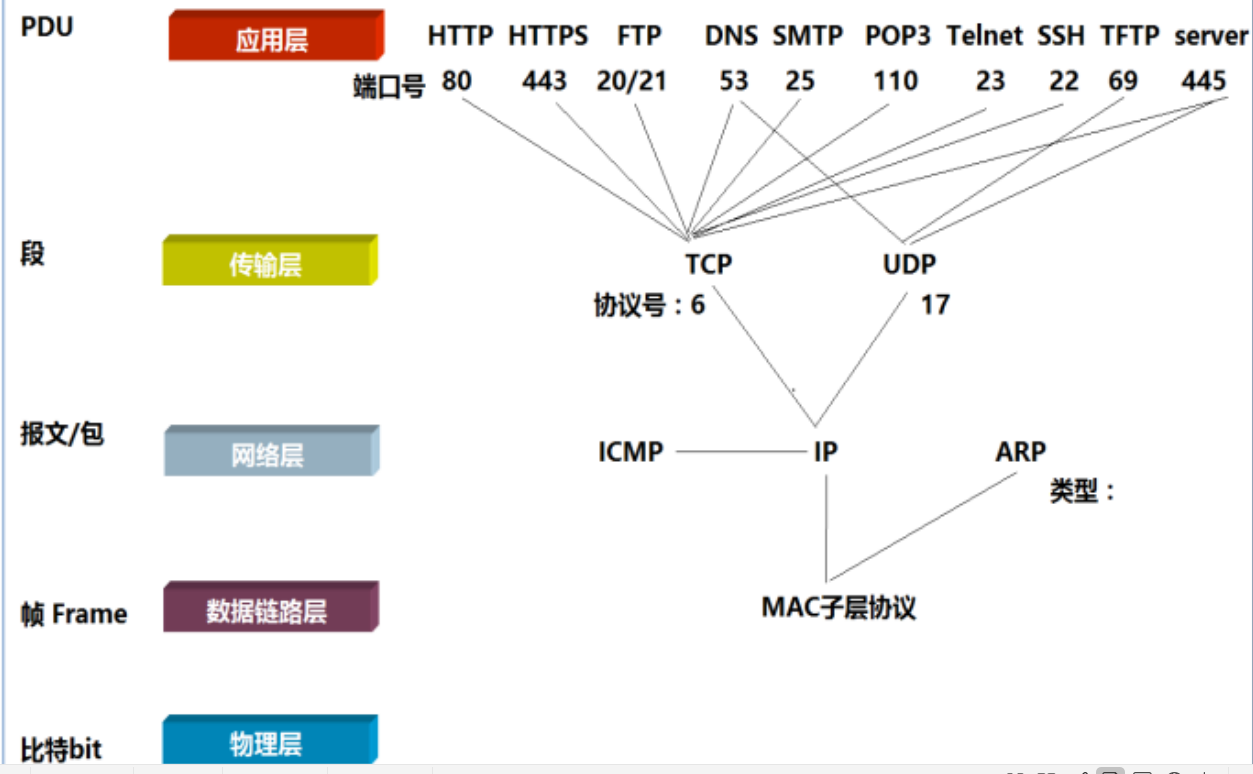 PDU 应用层 HTTP HTTPS FTP DNS SMTP POP3 Telnet SSH TFTP server
端口号 80 443 20/21 53 25 110 23 22 69 445
段 传输层 TCP UDP
协议号：6 17
报文/包 网络层 ICMP IP ARP
类型：
帧 Frame 数据链路层 MAC子层协议
比特bit 物理层